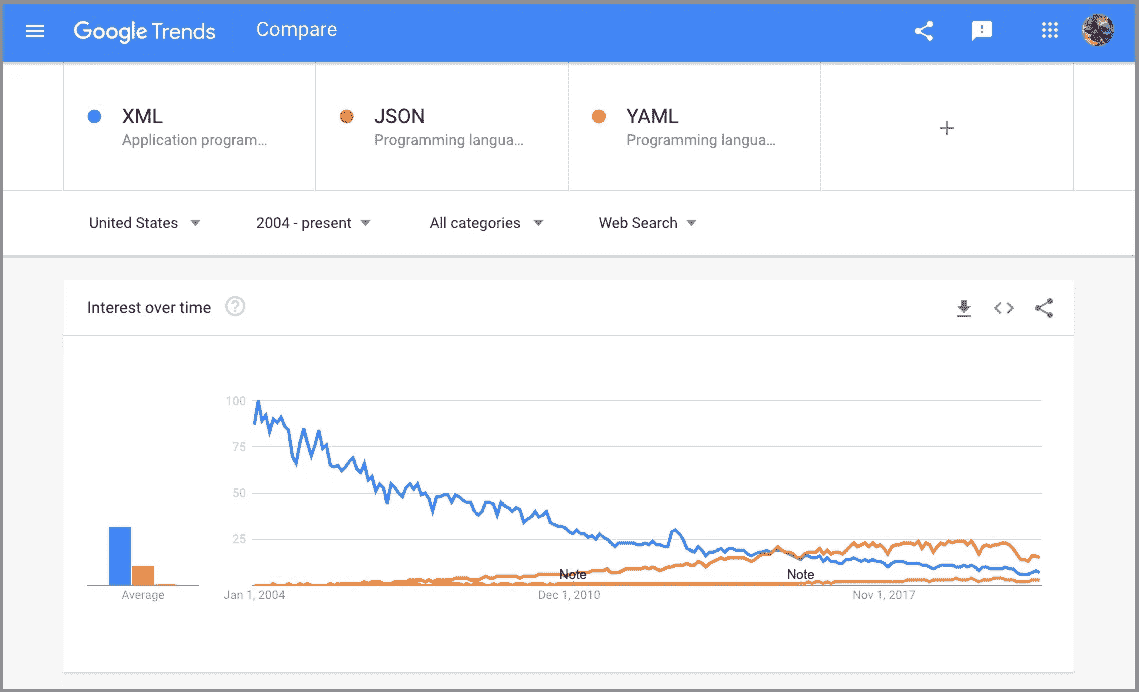 Google Trends Compare
XML
Application program...
JSON
Programming langua...
YAML
Programming langua...
+
United States
2004 - present
All categories
Web Search
Interest over time ?
100
75
50
25
Note
Note
Average
Jan 1, 2004
Dec 1, 2010
Nov 1, 2017